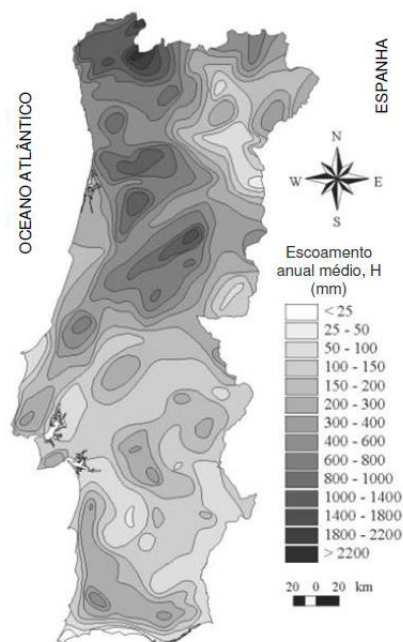 OCEANO ATLÂNTICO
ESPANHA
N
W E
S
Escoamento
anual médio, H
(mm)
< 25
25 - 50
50 - 100
100 - 150
150 - 200
200 - 300
300 - 400
400 - 600
600 - 800
800 - 1000
1000 - 1400
1400 - 1800
1800 - 2200
> 2200
20 0 20 km